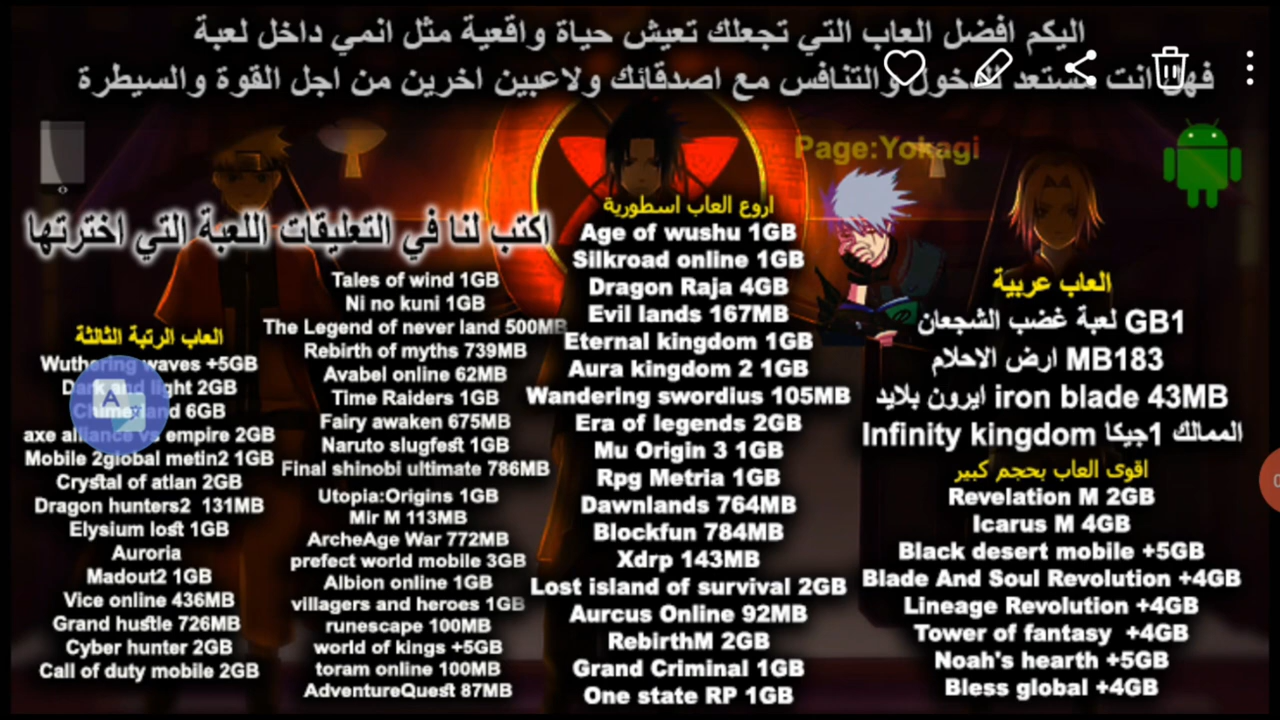 اليكم افضل العاب التي تجعلك تعيش حياة واقعية مثل انمي داخل لعبة
فهل انت مستعد للدخول والتنافس مع اصدقائك ولاعبين اخرين من اجل القوة والسيطرة
Page:Yokagi
اكتب لنا في التعليقات اللعبة التي اخترتها
العاب عربية
لعبة غضب الشجعان GB1
ارض الاحلام MB183
ايرون بلايد iron blade 43MB
Infinity kingdom الممالك 1جيكا
اقوى العاب بحجم كبير
Revelation M 2GB
Icarus M 4GB
Black desert mobile +5GB
Blade And Soul Revolution +4GB
Lineage Revolution +4GB
Tower of fantasy +4GB
Noah's hearth +5GB
Bless global +4GB
اروع العاب اسطورية
Age of wushu 1GB
Silkroad online 1GB
Dragon Raja 4GB
Evil lands 167MB
Eternal kingdom 1GB
Aura kingdom 2 1GB
Wandering swordius 105MB
Era of legends 2GB
Mu Origin 3 1GB
Rpg Metria 1GB
Dawnlands 764MB
Blockfun 784MB
Xdrp 143MB
Lost island of survival 2GB
Aurcus Online 92MB
RebirthM 2GB
Grand Criminal 1GB
One state RP 1GB
Tales of wind 1GB
Ni no kuni 1GB
The Legend of never land 500MB
Rebirth of myths 739MB
Avabel online 62MB
Time Raiders 1GB
Fairy awaken 675MB
Naruto slugfest 1GB
Final shinobi ultimate 786MB
Utopia:Origins 1GB
Mir M 113MB
ArcheAge War 772MB
prefect world mobile 3GB
Albion online 1GB
villagers and heroes 1GB
runescape 100MB
world of kings +5GB
toram online 100MB
AdventureQuest 87MB
العاب الرتبة الثالثة
Wuthering waves +5GB
Dark and light 2GB
Chimeraland 6GB
axe alliance vs empire 2GB
Mobile 2global metin2 1GB
Crystal of atlan 2GB
Dragon hunters2 131MB
Elysium lost 1GB
Auroria
Madout2 1GB
Vice online 436MB
Grand hustle 726MB
Cyber hunter 2GB
Call of duty mobile 2GB